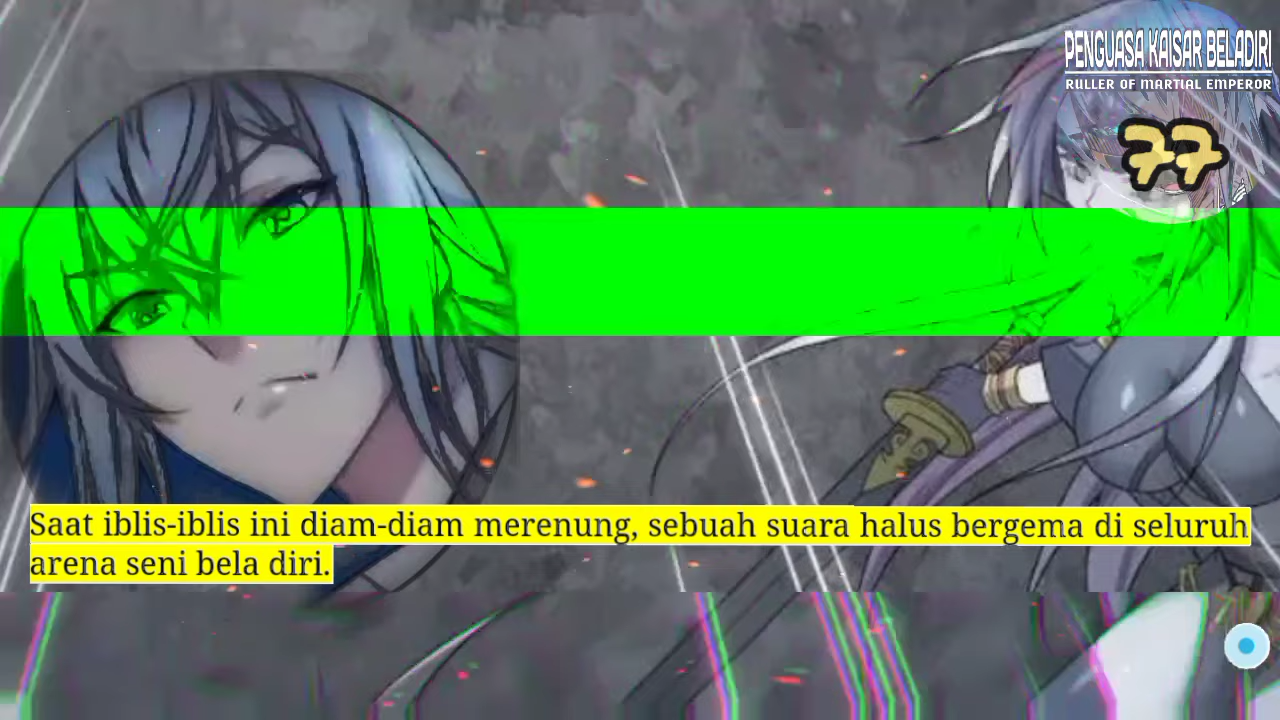 PENGUASA KAISAR BELADIRI
RULLER OF MARTIAL EMPEROR
77
Saat iblis-iblis ini diam-diam merenung, sebuah suara halus bergema di seluruh
arena seni bela diri.